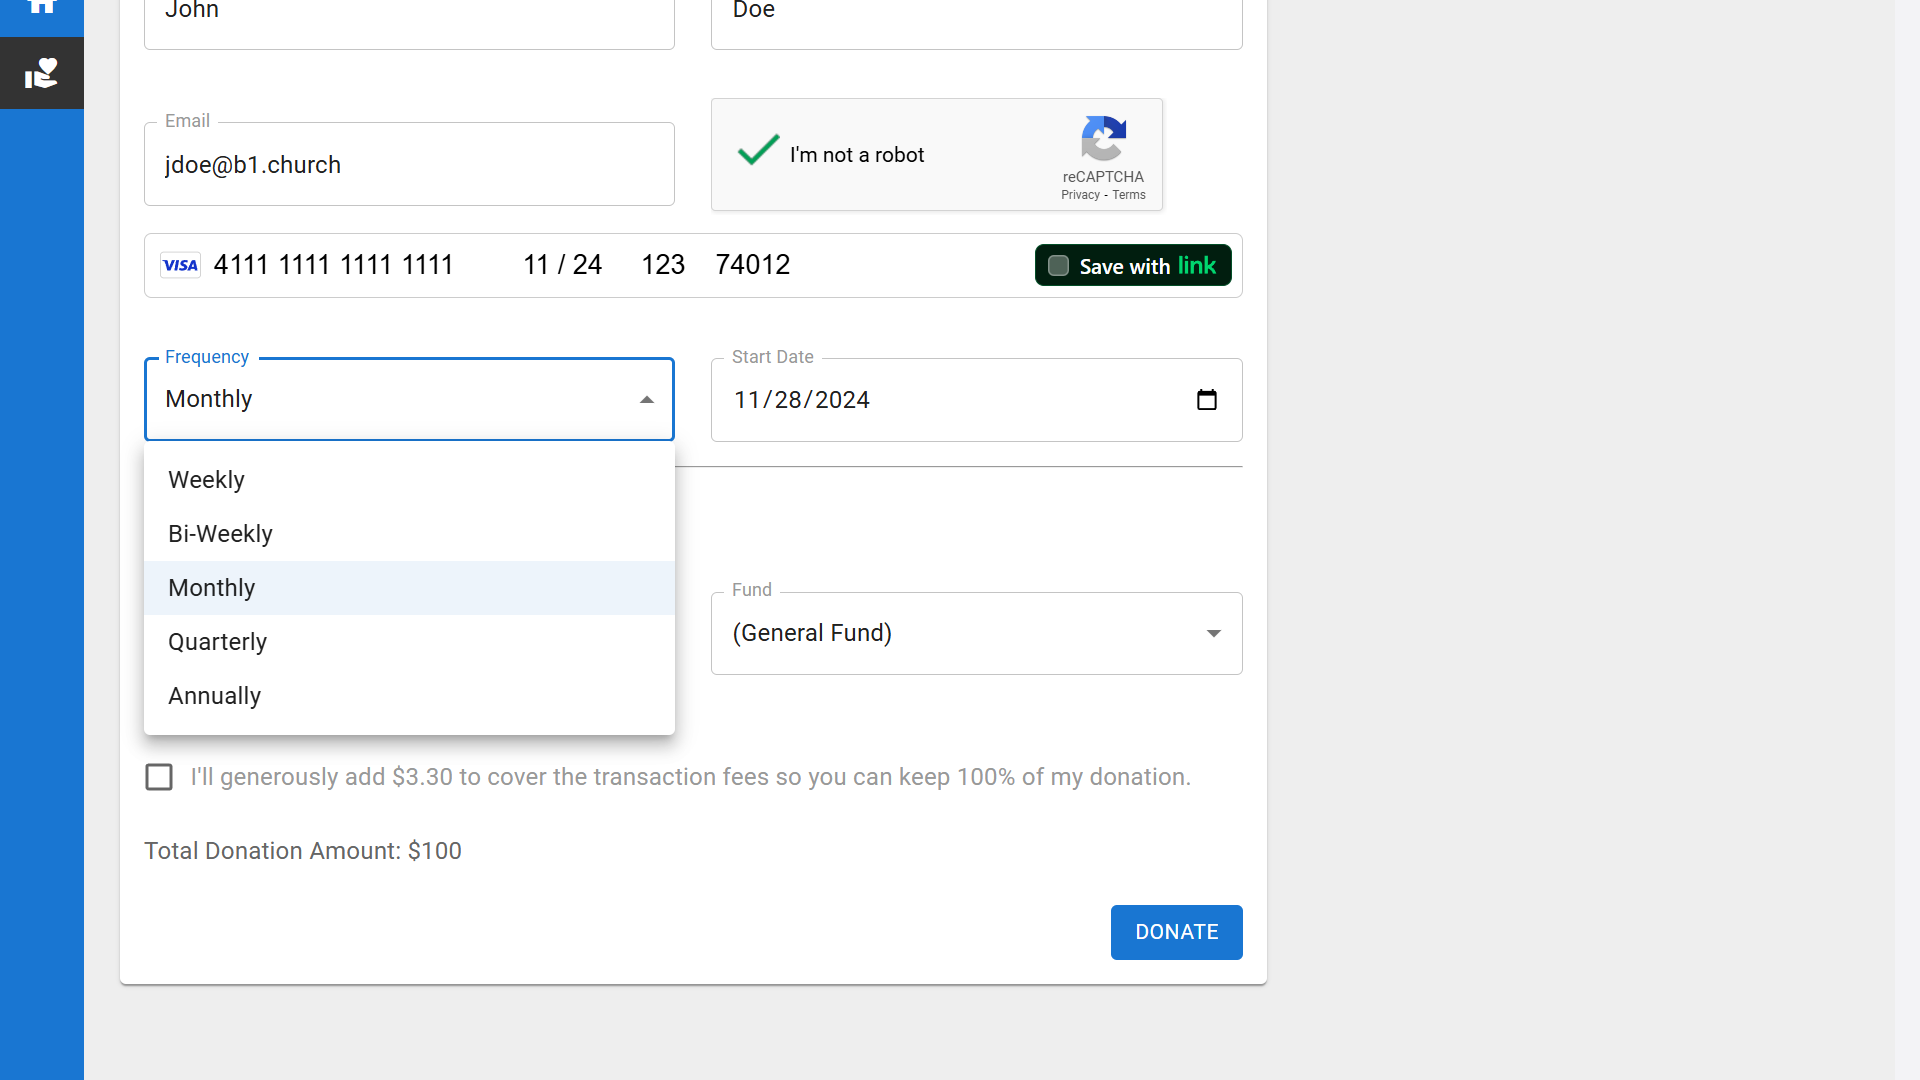 John
Doe
Email
jdoe@b1.church
I'm not a robot
reCAPTCHA
Privacy - Terms
VISA 4111 1111 1111 1111 11 / 24 123 74012
Save with link
Frequency
Monthly
Start Date
11/28/2024
Weekly
Bi-Weekly
Monthly
Quarterly
Annually
Fund
(General Fund)
I'll generously add $3.30 to cover the transaction fees so you can keep 100% of my donation.
Total Donation Amount: $100
DONATE